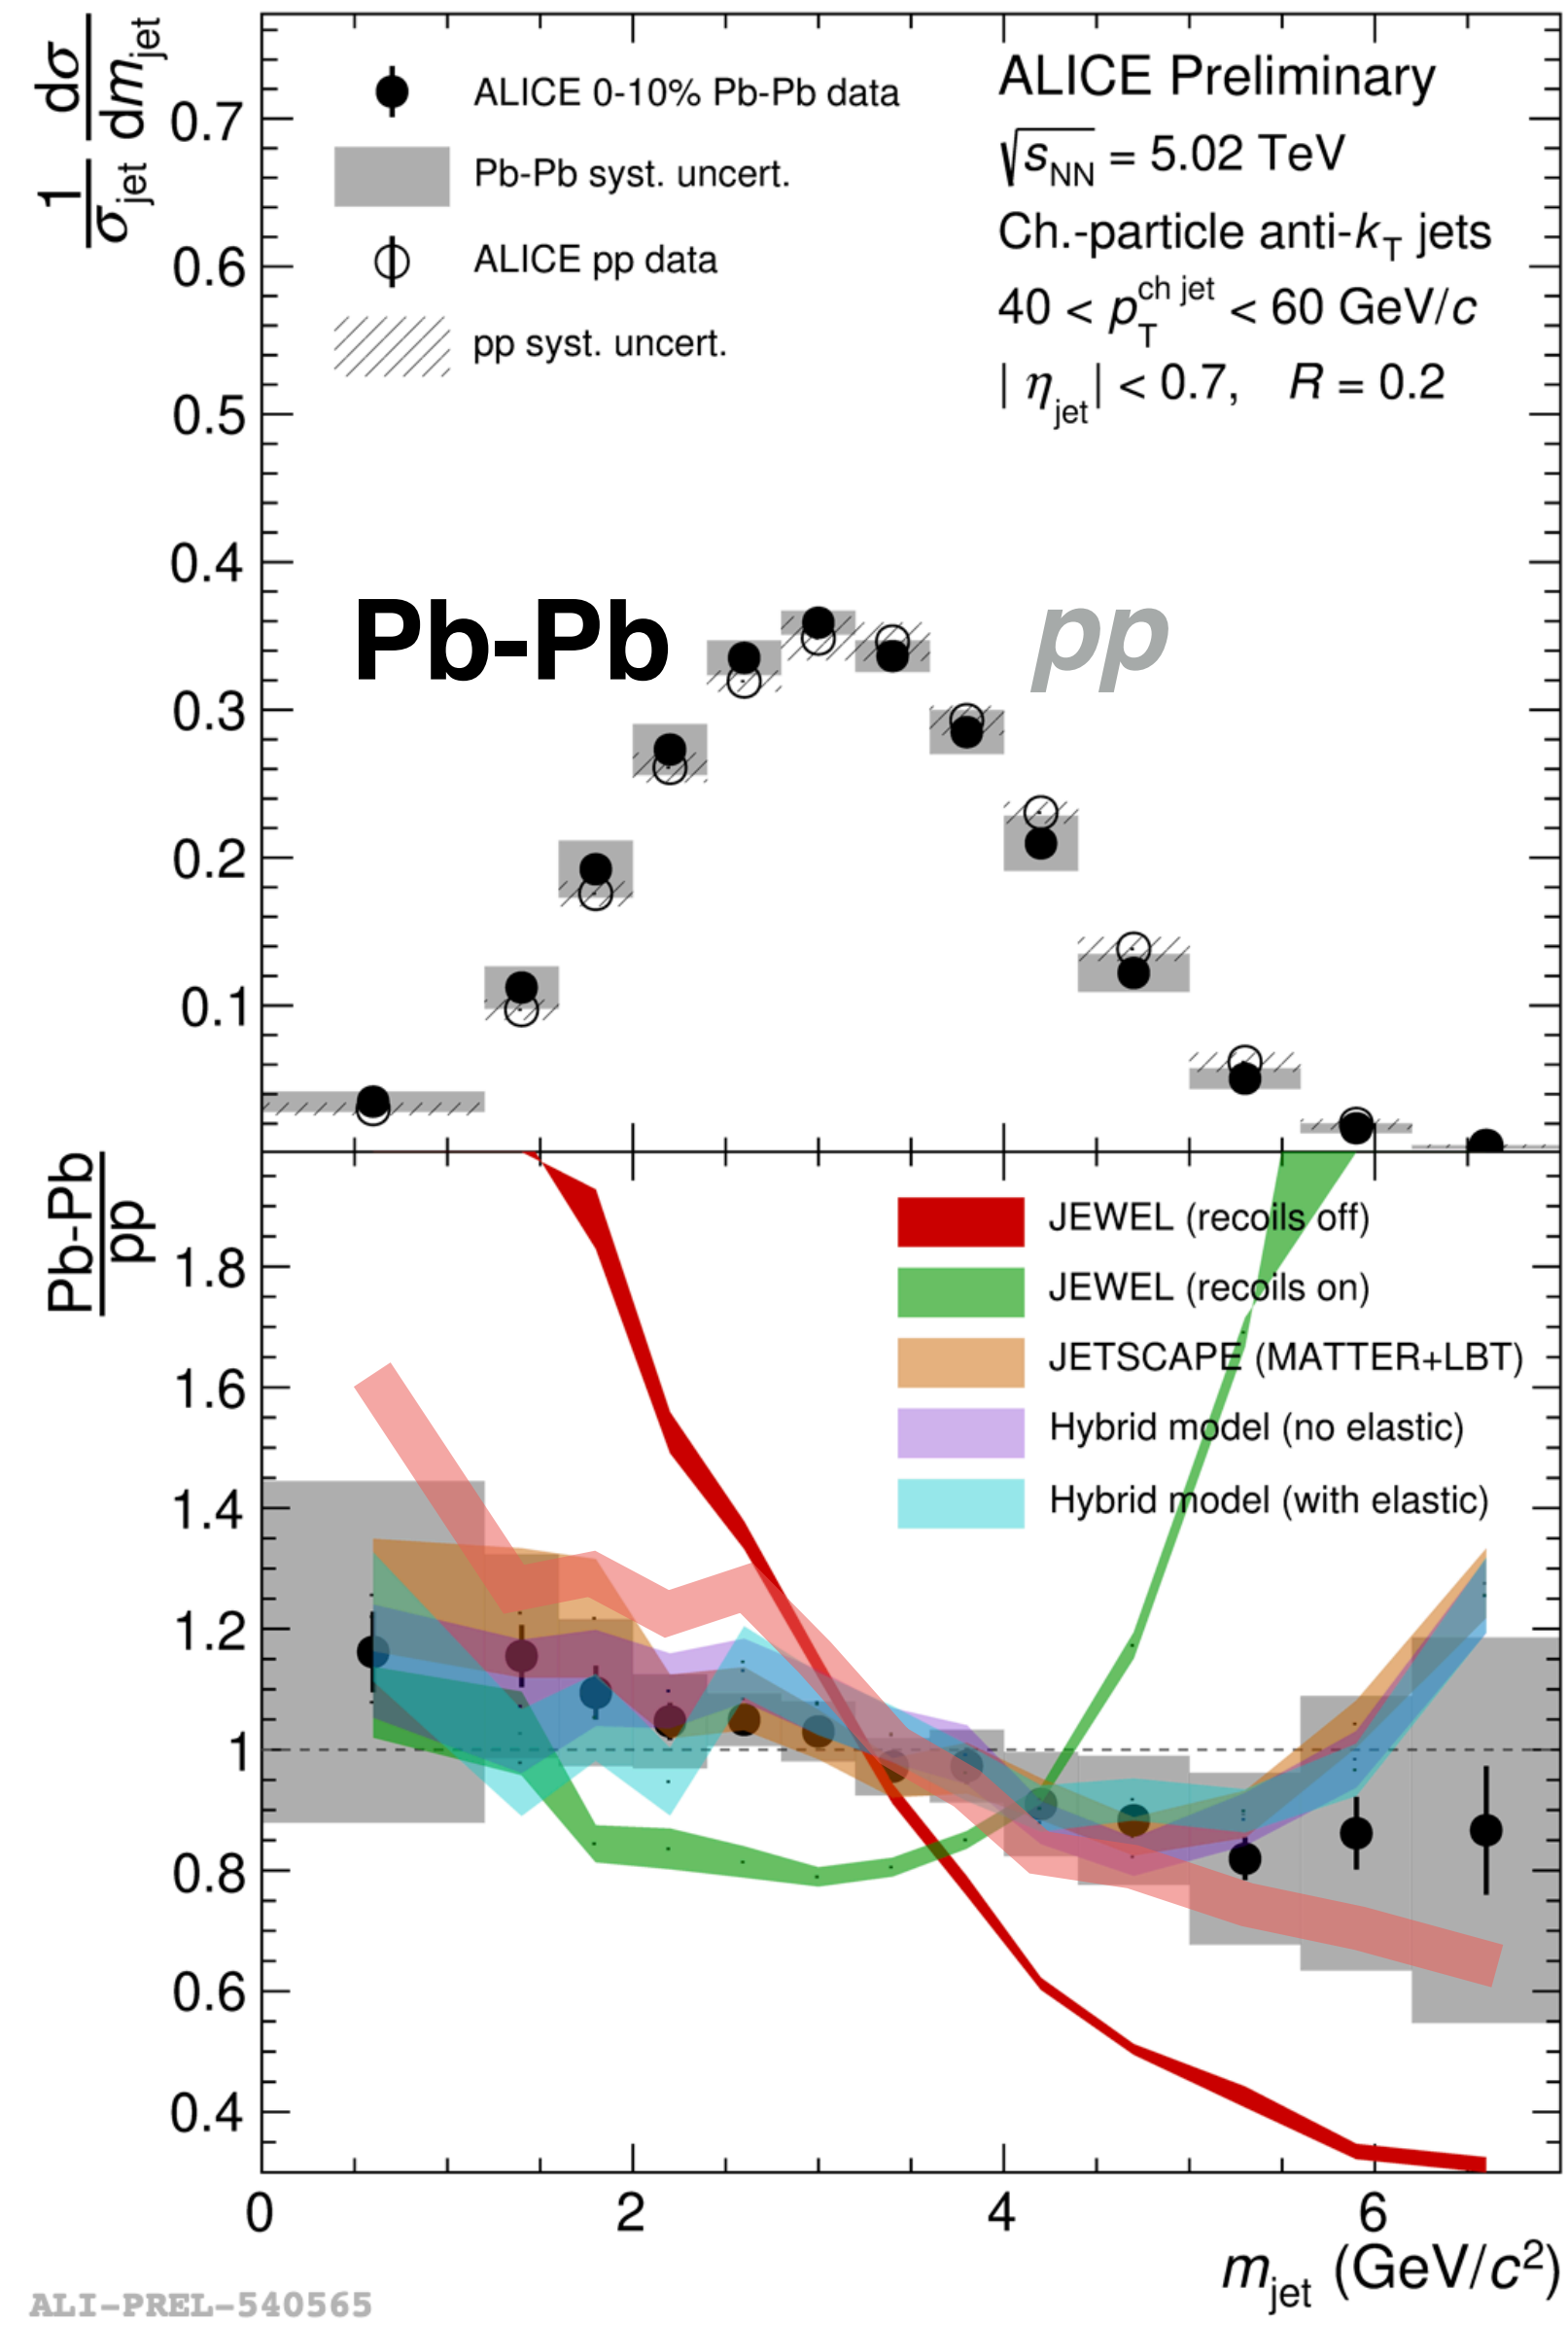 1/σjet dσ/dmjet
0.7
0.6
0.5
0.4
0.3
0.2
0.1
ALICE 0-10% Pb-Pb data
Pb-Pb syst. uncert.
ALICE pp data
pp syst. uncert.
ALICE Preliminary
√sNN = 5.02 TeV
Ch.-particle anti-kT jets
40 < pT^ch jet < 60 GeV/c
| ηjet| < 0.7, R = 0.2
Pb-Pb
pp
Pb-Pb/pp
1.8
1.6
1.4
1.2
1
0.8
0.6
0.4
JEWEL (recoils off)
JEWEL (recoils on)
JETSCAPE (MATTER+LBT)
Hybrid model (no elastic)
Hybrid model (with elastic)
0 2 4 6
mjet (GeV/c²)
ALI-PREL-540565